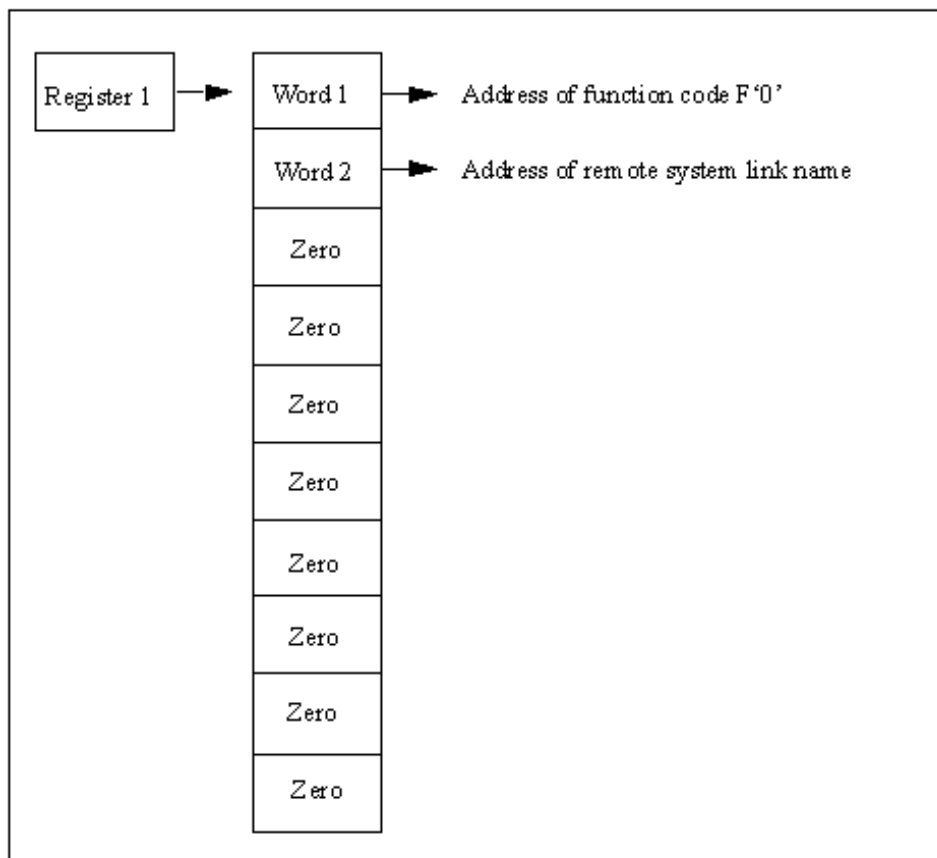 Register 1
Word 1
Address of function code F‘0’
Word 2
Address of remote system link name
Zero
Zero
Zero
Zero
Zero
Zero
Zero
Zero